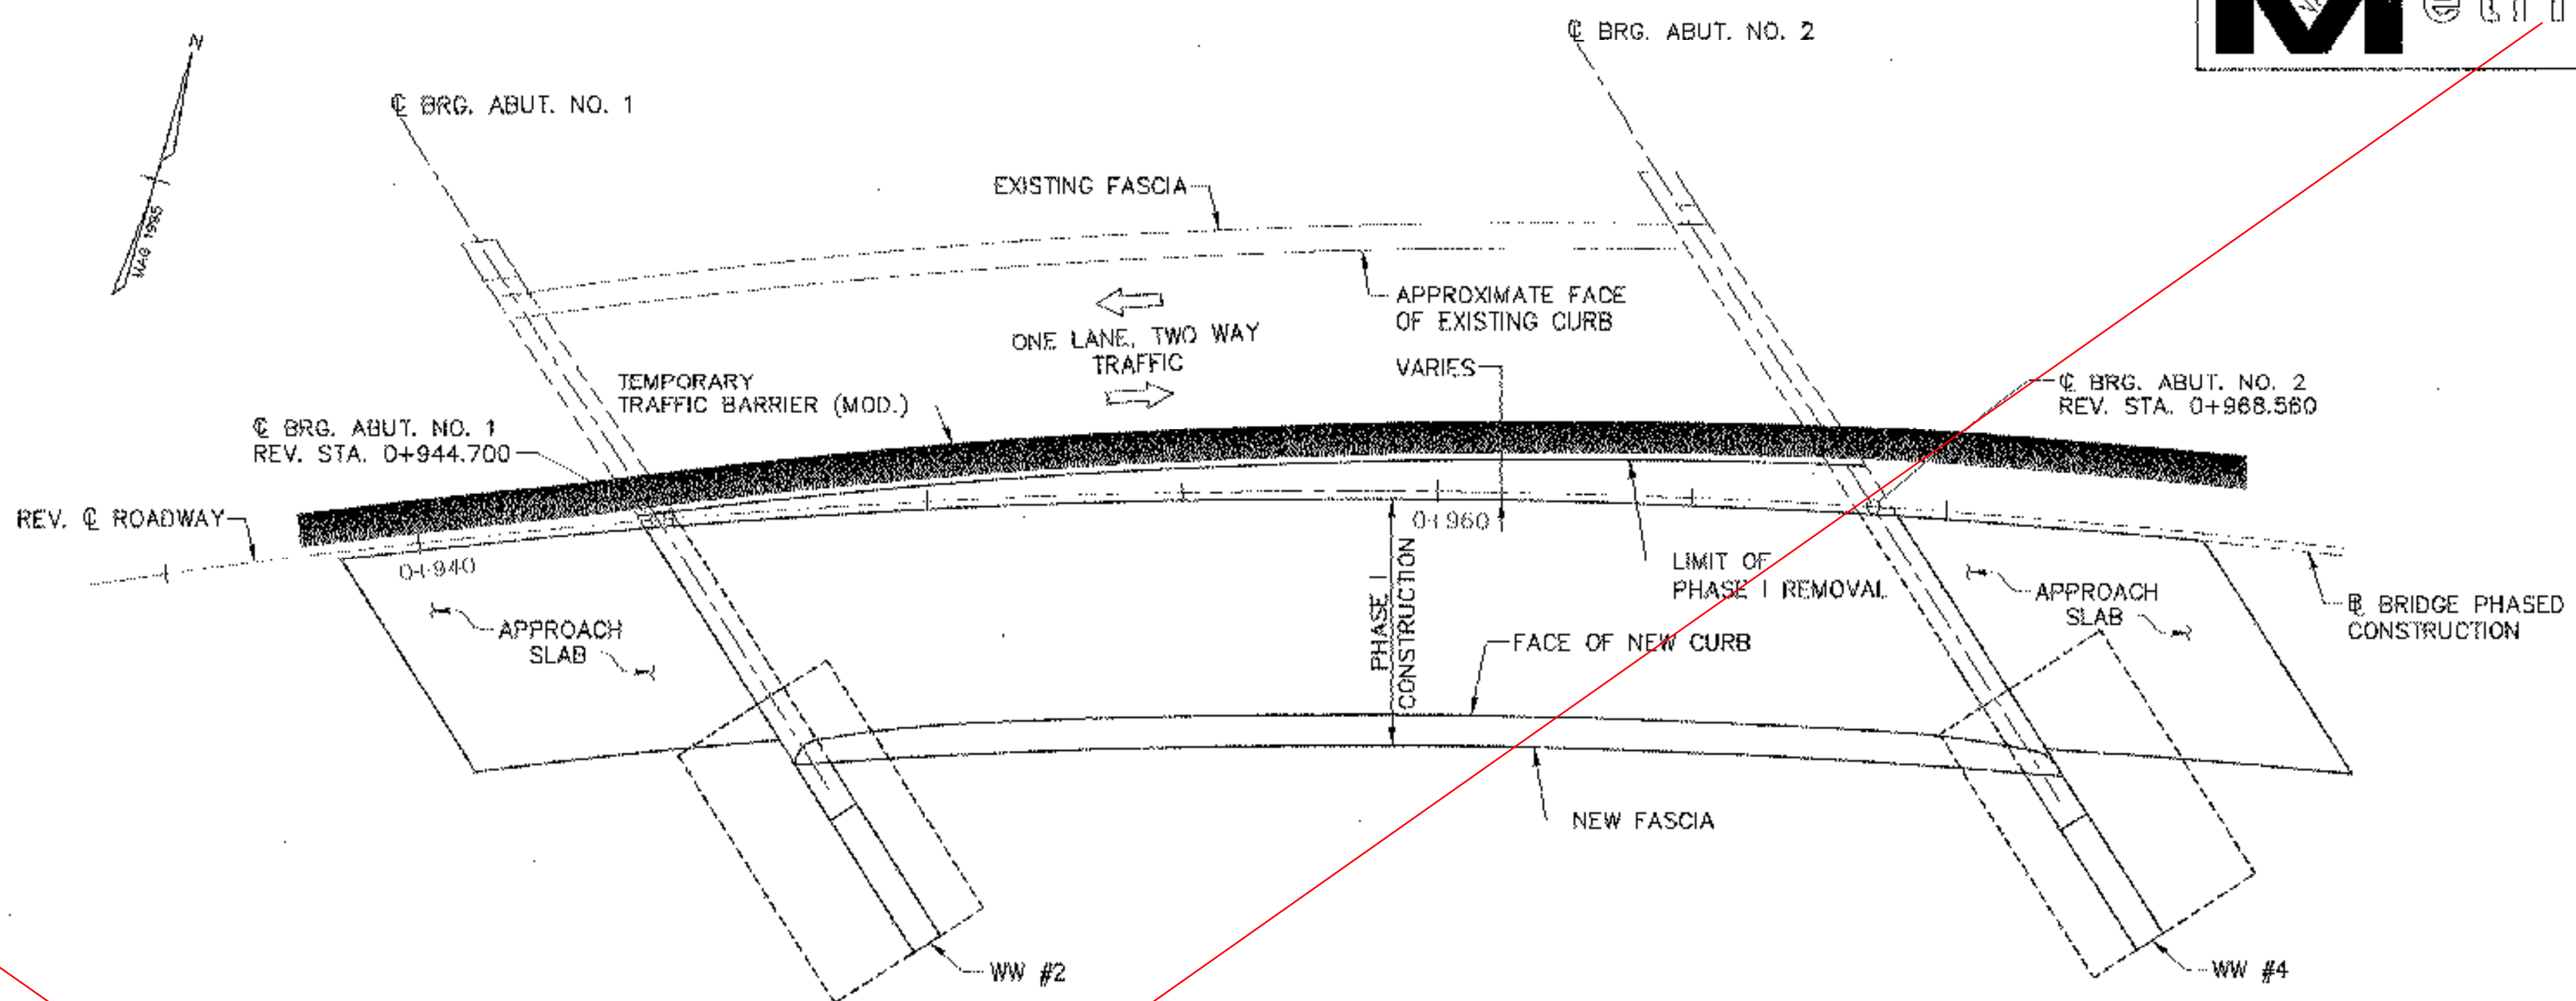 Metri
N
MAG 1985
℄ BRG. ABUT. NO. 1
℄ BRG. ABUT. NO. 2
EXISTING FASCIA
APPROXIMATE FACE
OF EXISTING CURB
ONE LANE, TWO WAY
TRAFFIC
VARIES
TEMPORARY
TRAFFIC BARRIER (MOD.)
℄ BRG. ABUT. NO. 1
REV. STA. 0+944.700
℄ BRG. ABUT. NO. 2
REV. STA. 0+968.560
REV. ℄ ROADWAY
0+940
0+960
PHASE I
CONSTRUCTION
LIMIT OF
PHASE I REMOVAL
APPROACH
SLAB
APPROACH
SLAB
BRIDGE PHASED
CONSTRUCTION
FACE OF NEW CURB
NEW FASCIA
WW #2
WW #4